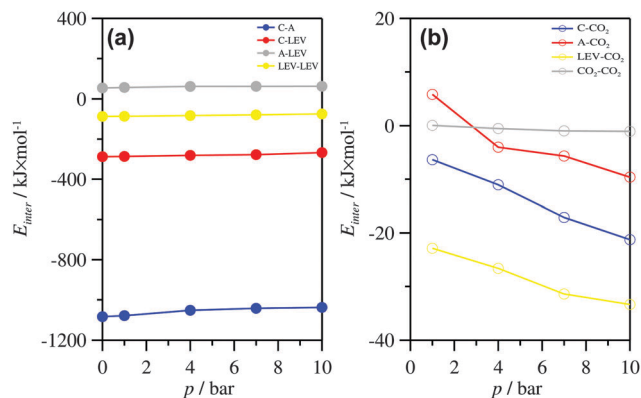 (a)
C-A
C-LEV
A-LEV
LEV-LEV
400
0
-400
-800
-1200
E_inter / kJ×mol⁻¹
0 2 4 6 8 10
p / bar
(b)
C-CO₂
A-CO₂
LEV-CO₂
CO₂-CO₂
20
0
-20
-40
E_inter / kJ×mol⁻¹
0 2 4 6 8 10
p / bar